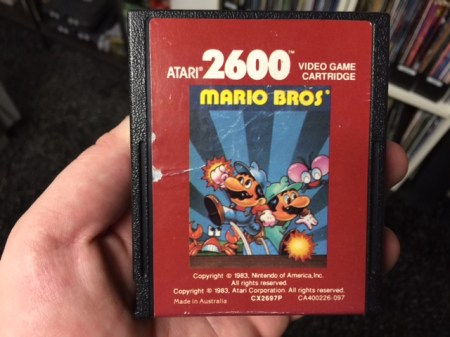 ATARI® 2600™ VIDEO GAME
CARTRIDGE
MARIO BROS®
Copyright © 1983, Nintendo of America, Inc.
All rights reserved.
Copyright © 1983, Atari Corporation. All rights reserved.
Made in Australia CX2697P CA400226-097